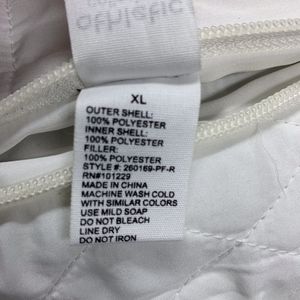 athletic
XL
OUTER SHELL:
100% POLYESTER
INNER SHELL:
100% POLYESTER
FILLER:
100% POLYESTER
STYLE #: 260169-PF-R
RN#101229
MADE IN CHINA
MACHINE WASH COLD
WITH SIMILAR COLORS
USE MILD SOAP
DO NOT BLEACH
LINE DRY
DO NOT IRON